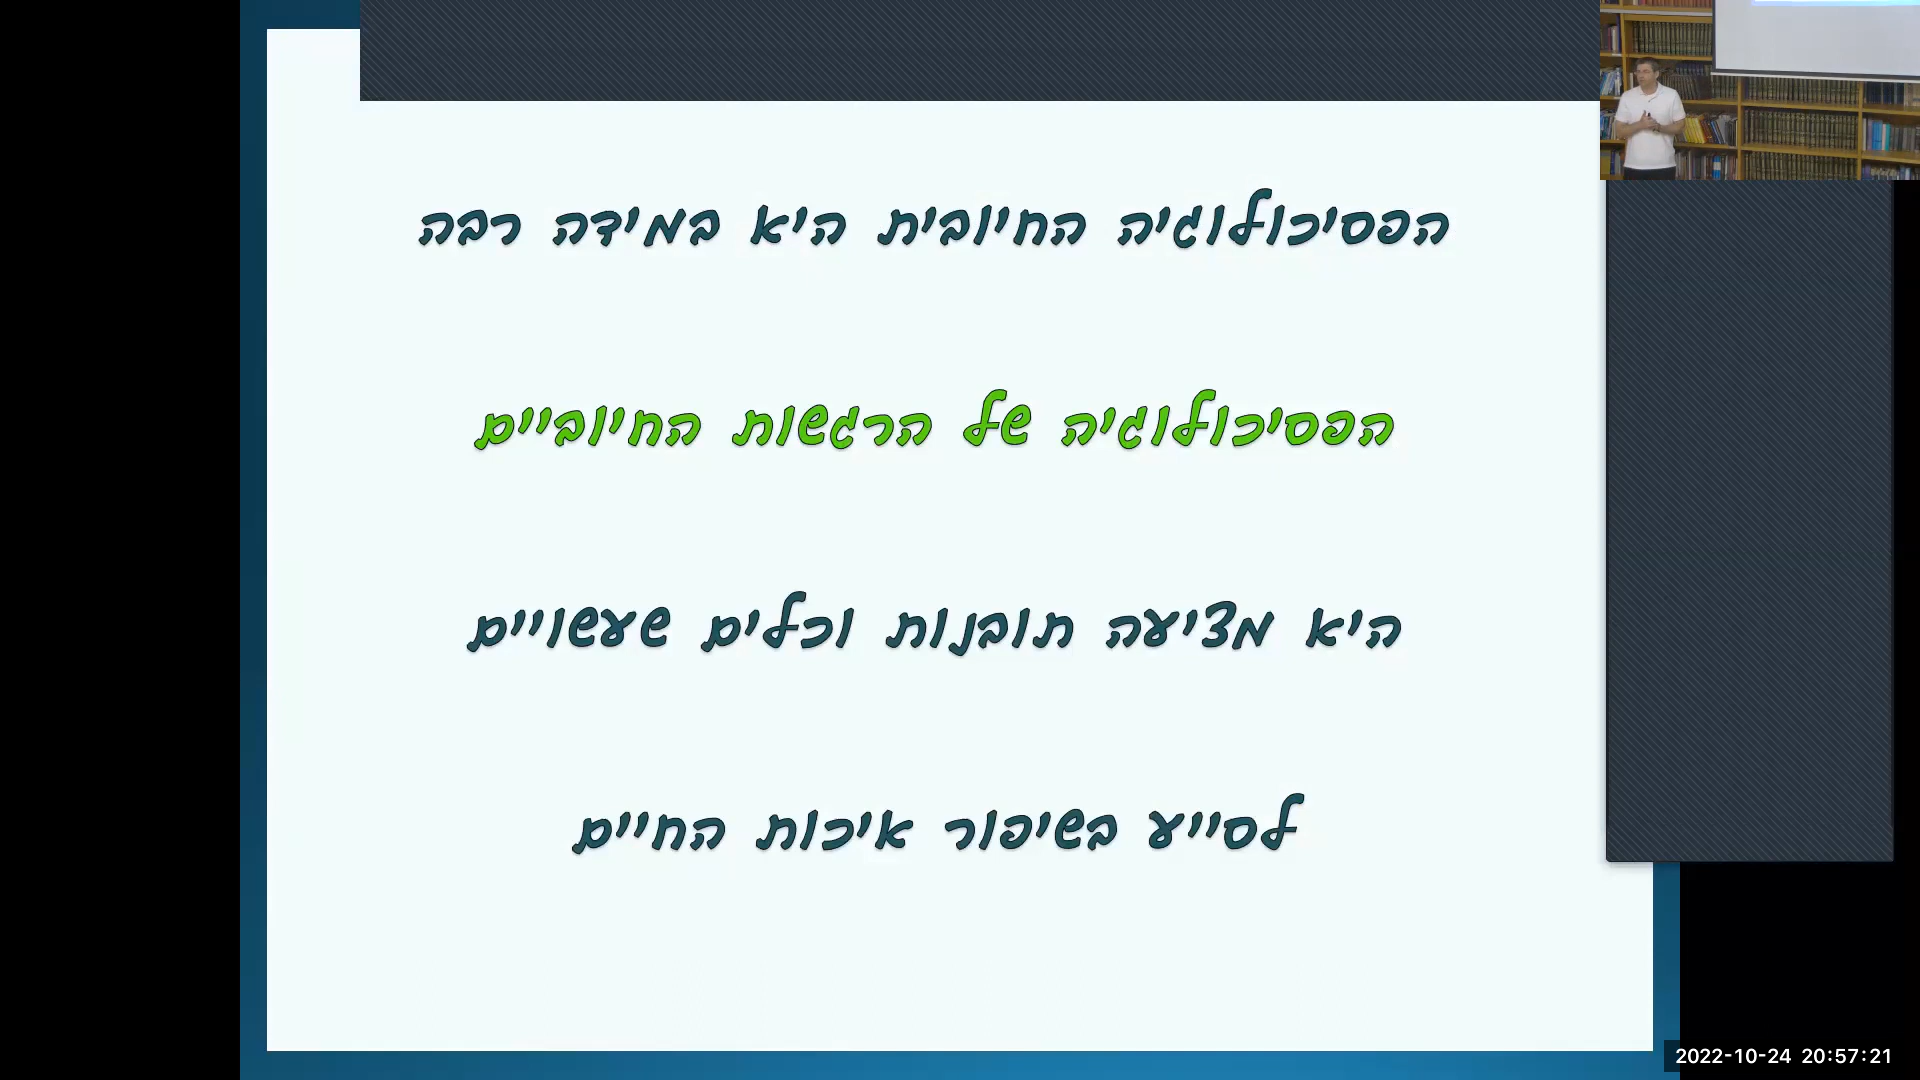 הפסיכולוגיה החיובית היא במידה רבה
הפסיכולוגיה של הרגשות החיוביים
היא מציעה תובנות וכלים שעשויים
לסייע בשיפור איכות החיים
2022-10-24 20:57:21